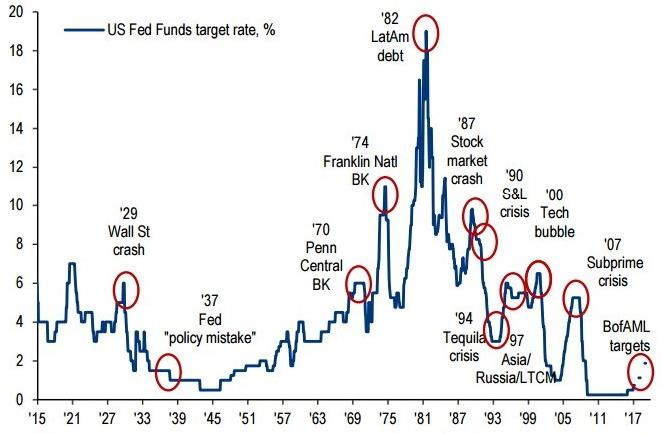 US Fed Funds target rate, %
20
18
16
14
12
10
8
6
4
2
0
'15
'21
'27
'33
'39
'45
'51
'57
'63
'69
'75
'81
'87
'93
'99
'05
'11
'17
'29
Wall St
crash
'37
Fed
"policy mistake"
'70
Penn
Central
BK
'74
Franklin Natl
BK
'82
LatAm
debt
'87
Stock
market
crash
'90
S&L
crisis
'94
Tequila
crisis
'97
Asia/
Russia/LTCM
'00
Tech
bubble
'07
Subprime
crisis
BofAML
targets